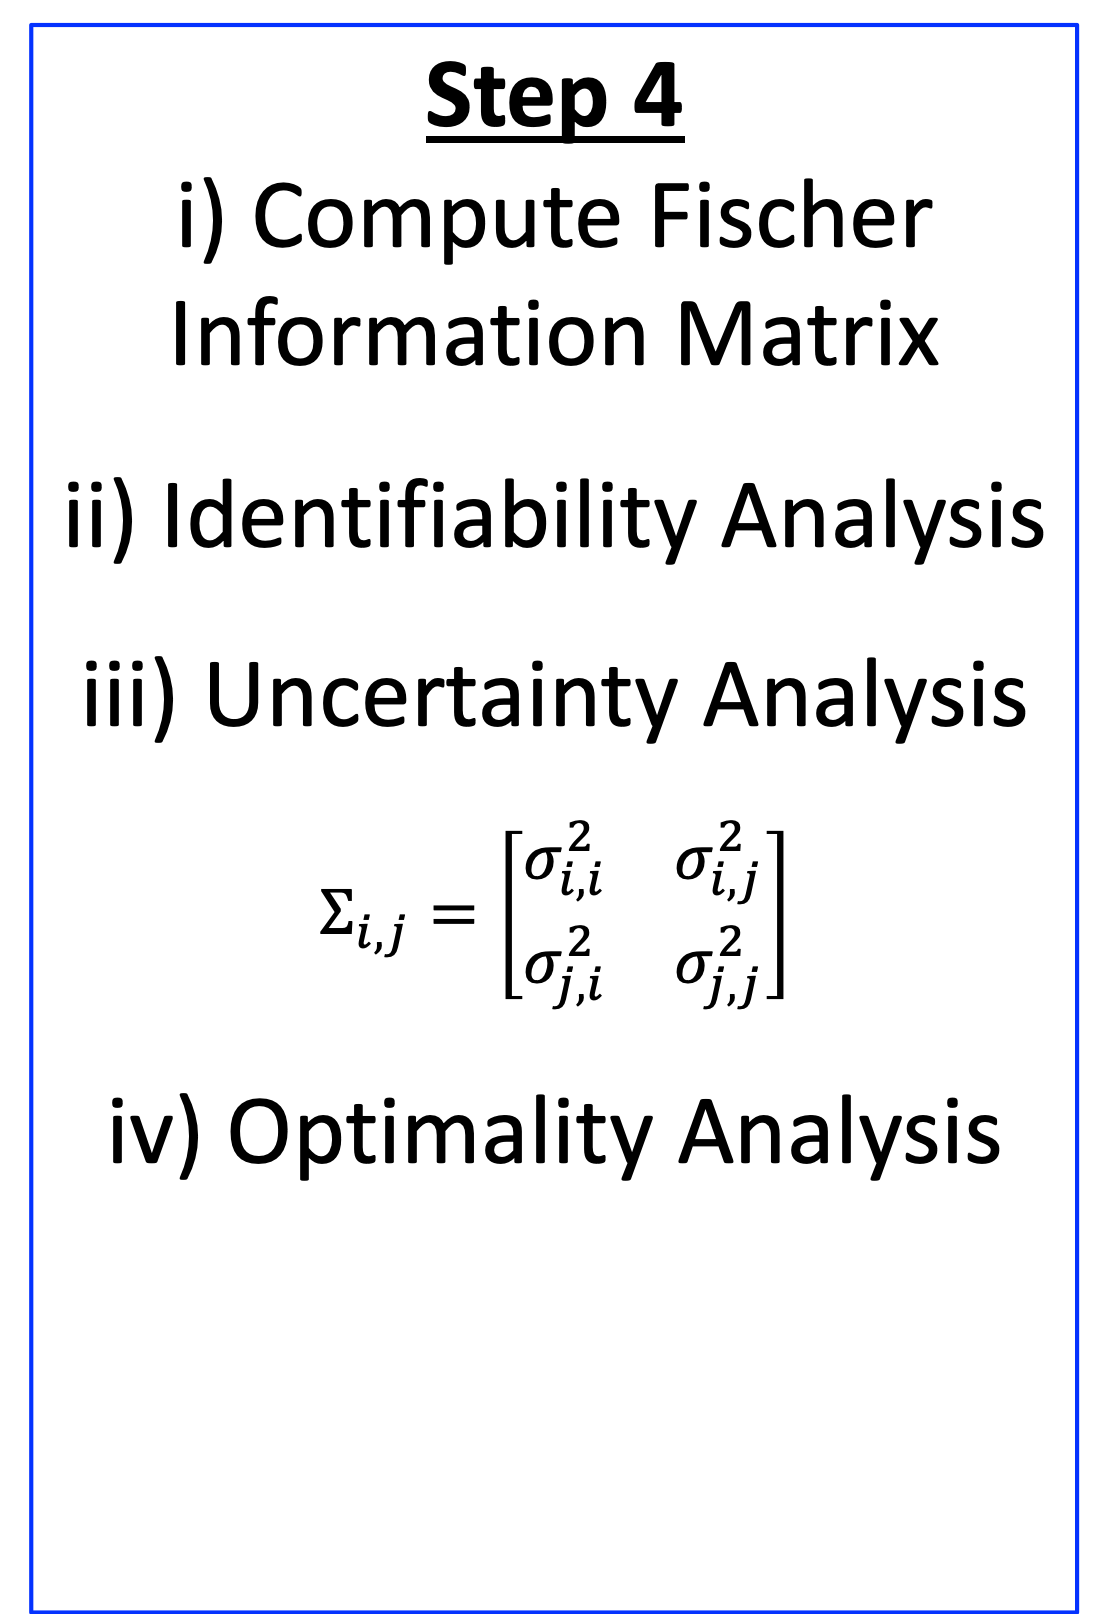 Step 4
i) Compute Fischer
Information Matrix
ii) Identifiability Analysis
iii) Uncertainty Analysis
Σ_{i,j} = [σ²_{i,i} σ²_{i,j}
σ²_{j,i} σ²_{j,j}]
iv) Optimality Analysis